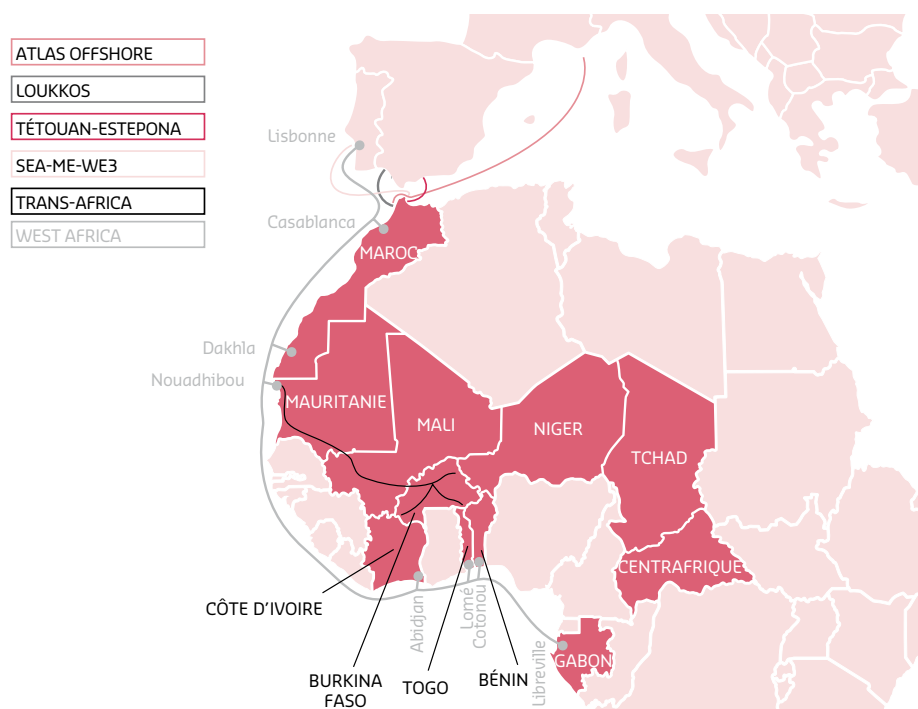 ATLAS OFFSHORE
LOUKKOS
TÉTOUAN-ESTEPONA
SEA-ME-WE3
TRANS-AFRICA
WEST AFRICA
Lisbonne
Casablanca
MAROC
Dakhla
Nouadhibou
MAURITANIE
MALI
NIGER
TCHAD
CENTRAFRIQUE
CÔTE D'IVOIRE
Abidjan
Lomé
Cotonou
Libreville
GABON
BURKINA
FASO
TOGO
BÉNIN